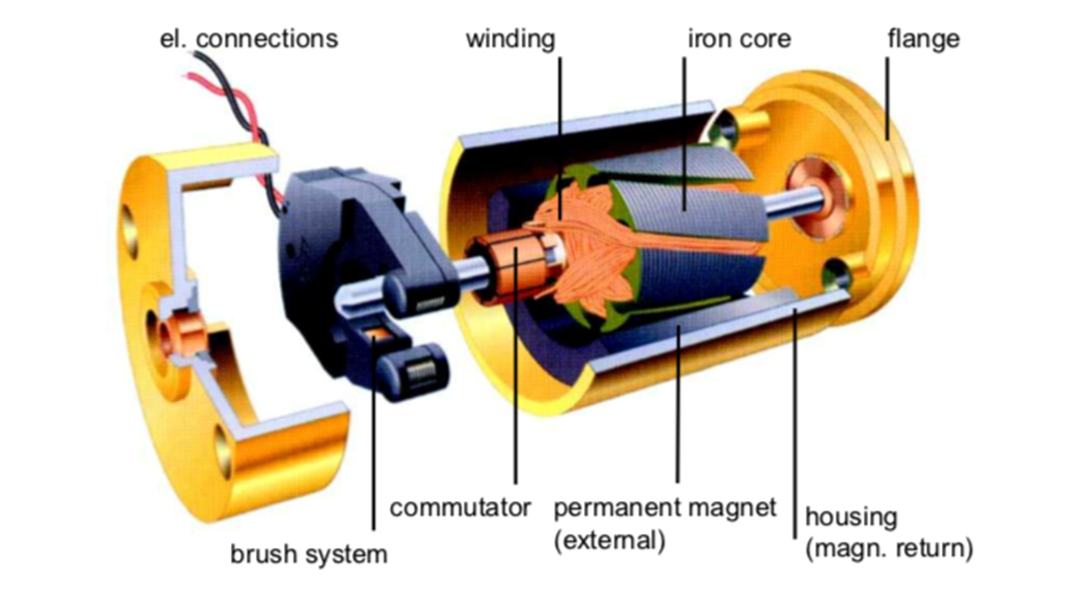 el. connections
winding
iron core
flange
commutator
permanent magnet
(external)
housing
(magn. return)
brush system